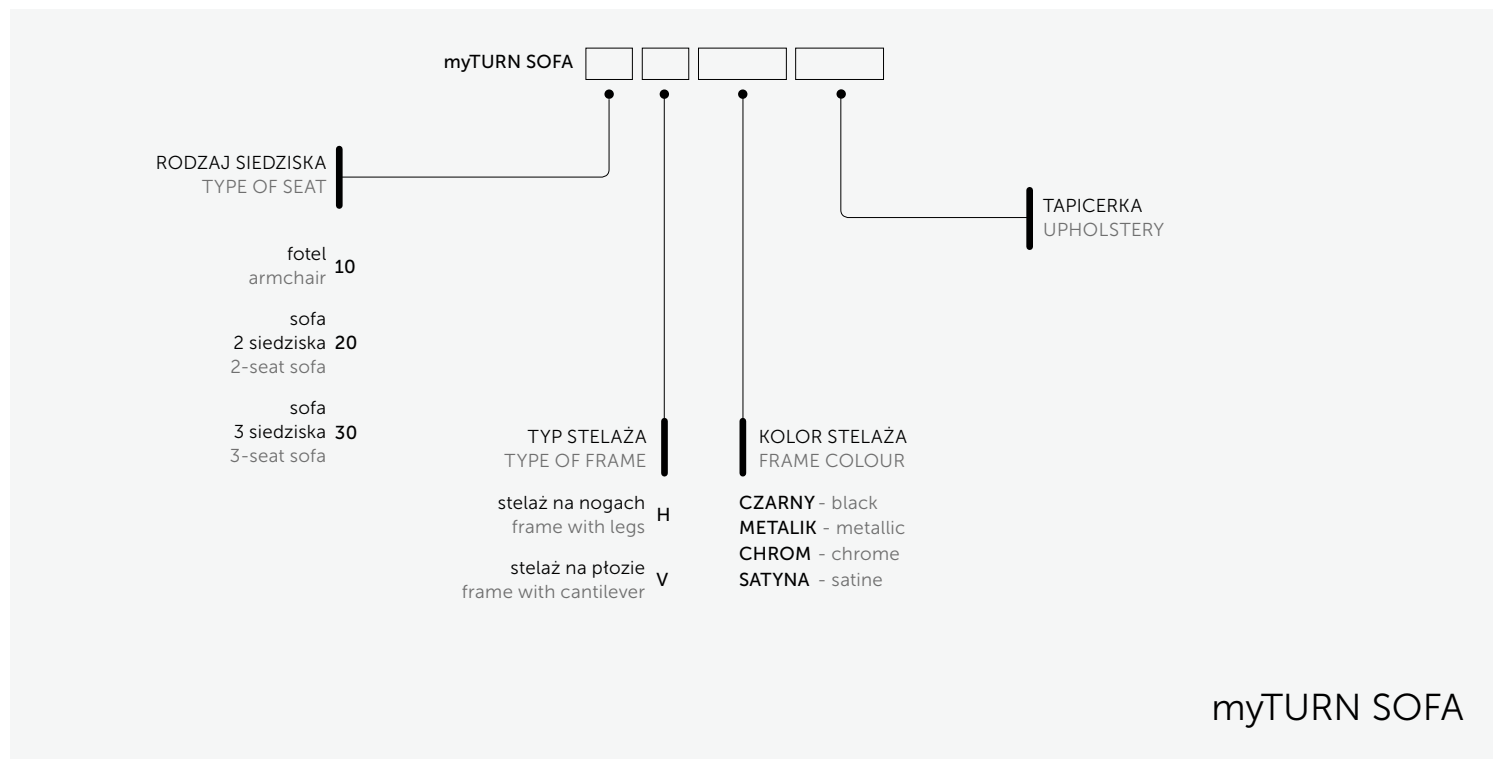 myTURN SOFA
RODZAJ SIEDZISKA
TYPE OF SEAT
fotel
armchair
10
sofa
2 siedziska 20
2-seat sofa
sofa
3 siedziska 30
3-seat sofa
TYP STELAŻA
TYPE OF FRAME
stelaż na nogach
frame with legs
H
stelaż na płozie
frame with cantilever
V
KOLOR STELAŻA
FRAME COLOUR
CZARNY - black
METALIK - metallic
CHROM - chrome
SATYNA - satine
TAPICERKA
UPHOLSTERY
myTURN SOFA